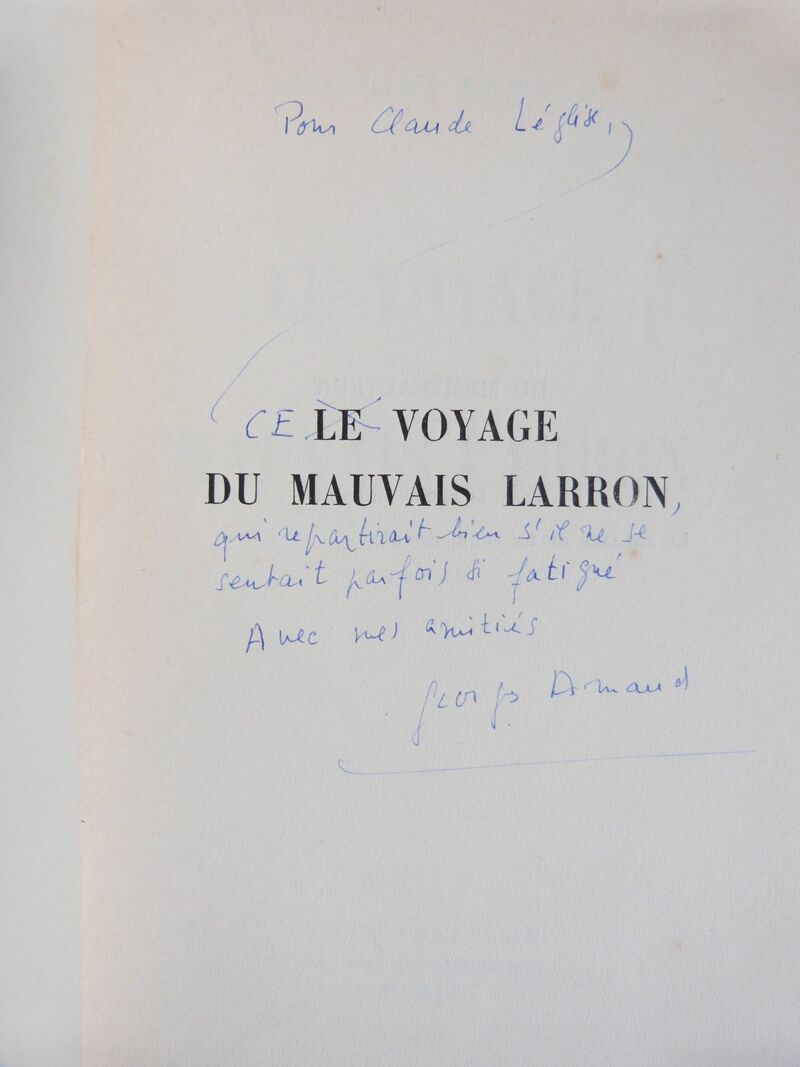 Pour Claude Léglise,
CE LE VOYAGE
DU MAUVAIS LARRON,
qui repartirait bien s'il ne se
sentait parfois si fatigué
Avec mes amitiés
Georges Arnaud